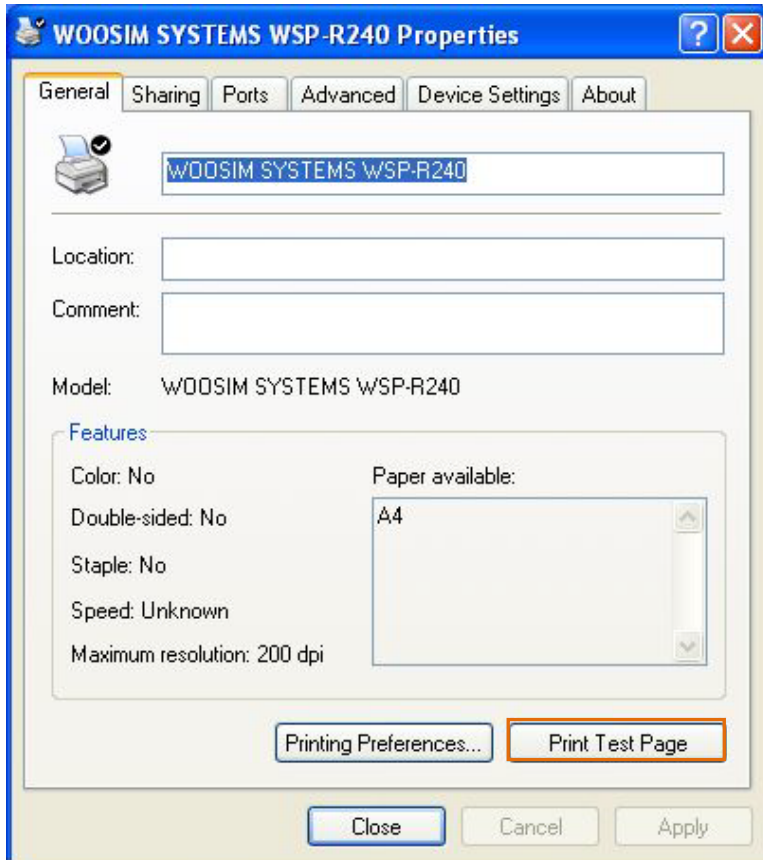 WOOSIM SYSTEMS WSP-R240 Properties
General Sharing Ports Advanced Device Settings About
WOOSIM SYSTEMS WSP-R240
Location:
Comment:
Model: WOOSIM SYSTEMS WSP-R240
Features
Color: No Paper available:
Double-sided: No A4
Staple: No
Speed: Unknown
Maximum resolution: 200 dpi
Printing Preferences... Print Test Page
Close Cancel Apply